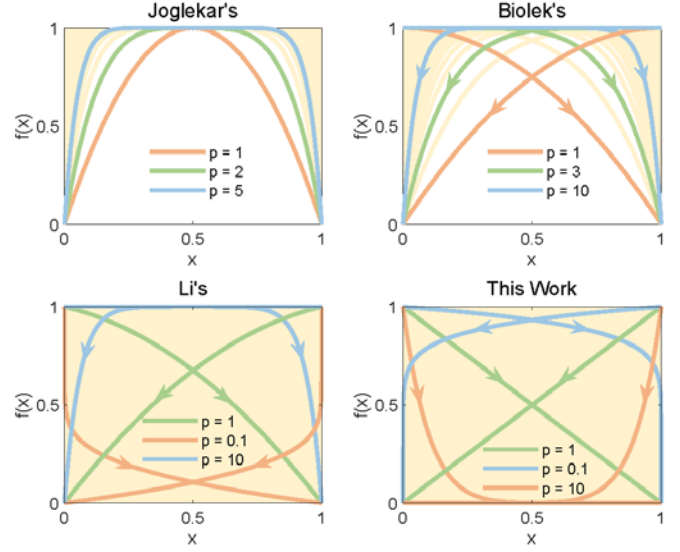 Joglekar's
f(x)
1
0.5
0
p = 1
p = 2
p = 5
0
0.5
1
x
Biolek's
f(x)
1
0.5
0
p = 1
p = 3
p = 10
0
0.5
1
x
Li's
f(x)
1
0.5
0
p = 1
p = 0.1
p = 10
0
0.5
1
x
This Work
f(x)
1
0.5
0
p = 1
p = 0.1
p = 10
0
0.5
1
x